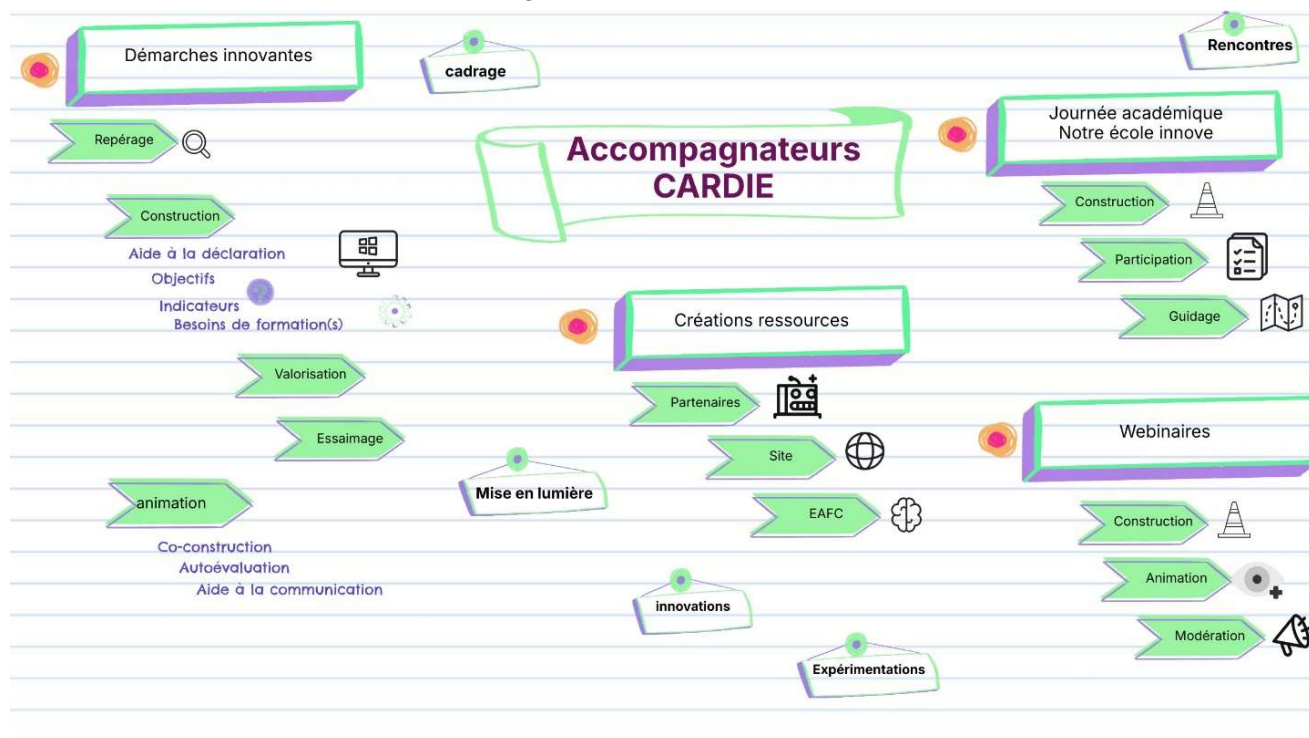 Démarches innovantes
cadrage
Rencontres
Repérage
Construction
Aide à la déclaration
Objectifs
Indicateurs
Besoins de formation(s)
Valorisation
Essaimage
animation
Co-construction
Autoévaluation
Aide à la communication
Accompagnateurs
CARDIE
Créations ressources
Partenaires
Site
EAFC
Mise en lumière
innovations
Expérimentations
Journée académique
Notre école innove
Construction
Participation
Guidage
Webinaires
Construction
Animation
Modération